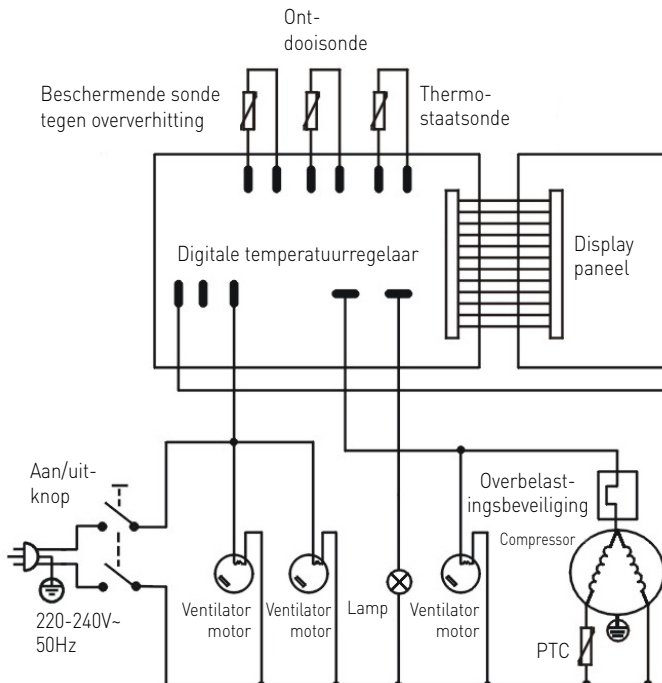 Ont-
dooisonde
Beschermende sonde
tegen oververhitting
Thermo-
staatsonde
Digitale temperatuurregelaar
Display
paneel
Aan/uit-
knop
220-240V~
50Hz
Ventilator
motor
Ventilator
motor
Lamp
Ventilator
motor
Overbelast-
ingsbeveiliging
Compressor
PTC